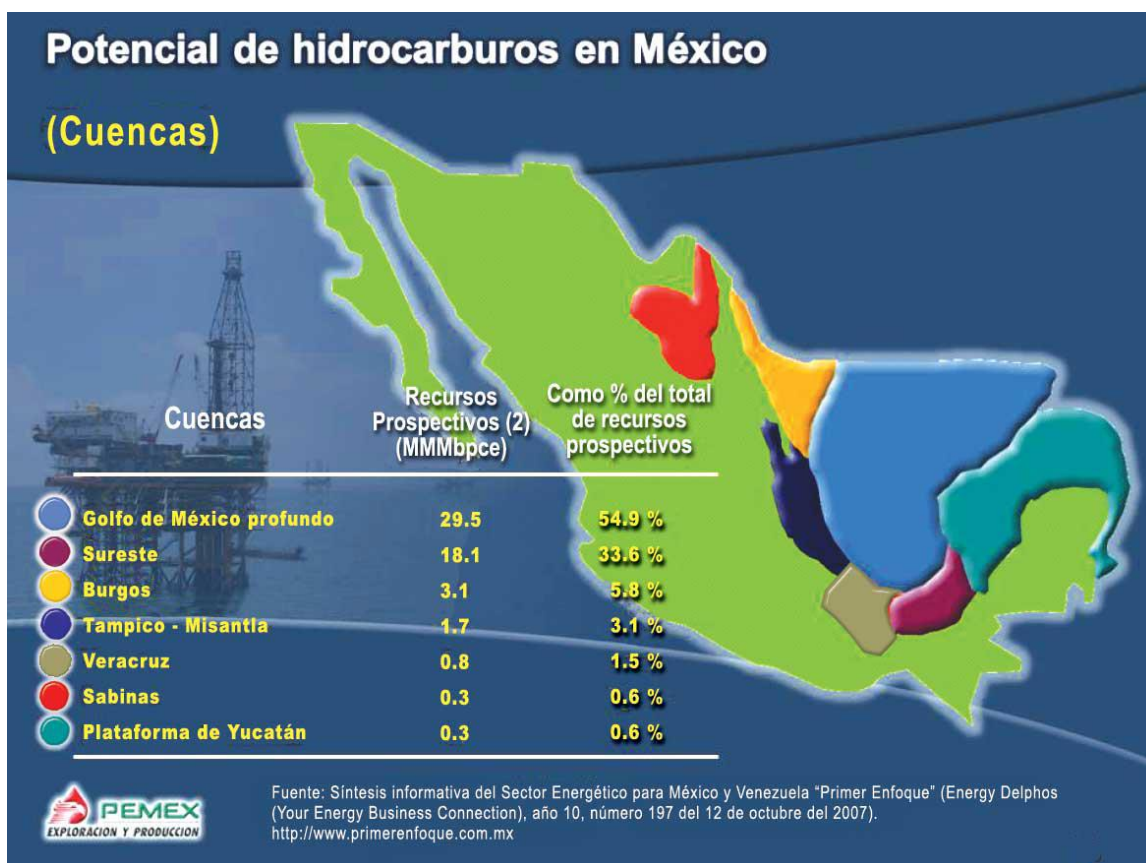 Potencial de hidrocarburos en México
(Cuencas)
Cuencas
Recursos
Prospectivos (2)
(MMMbpce)
Como % del total
de recursos
prospectivos
Golfo de México profundo 29.5 54.9 %
Sureste 18.1 33.6 %
Burgos 3.1 5.8 %
Tampico - Misantla 1.7 3.1 %
Veracruz 0.8 1.5 %
Sabinas 0.3 0.6 %
Plataforma de Yucatán 0.3 0.6 %
PEMEX
EXPLORACION Y PRODUCCION
Fuente: Síntesis informativa del Sector Energético para México y Venezuela “Primer Enfoque” (Energy Delphos
(Your Energy Business Connection), año 10, número 197 del 12 de octubre del 2007).
http://www.primerenfoque.com.mx